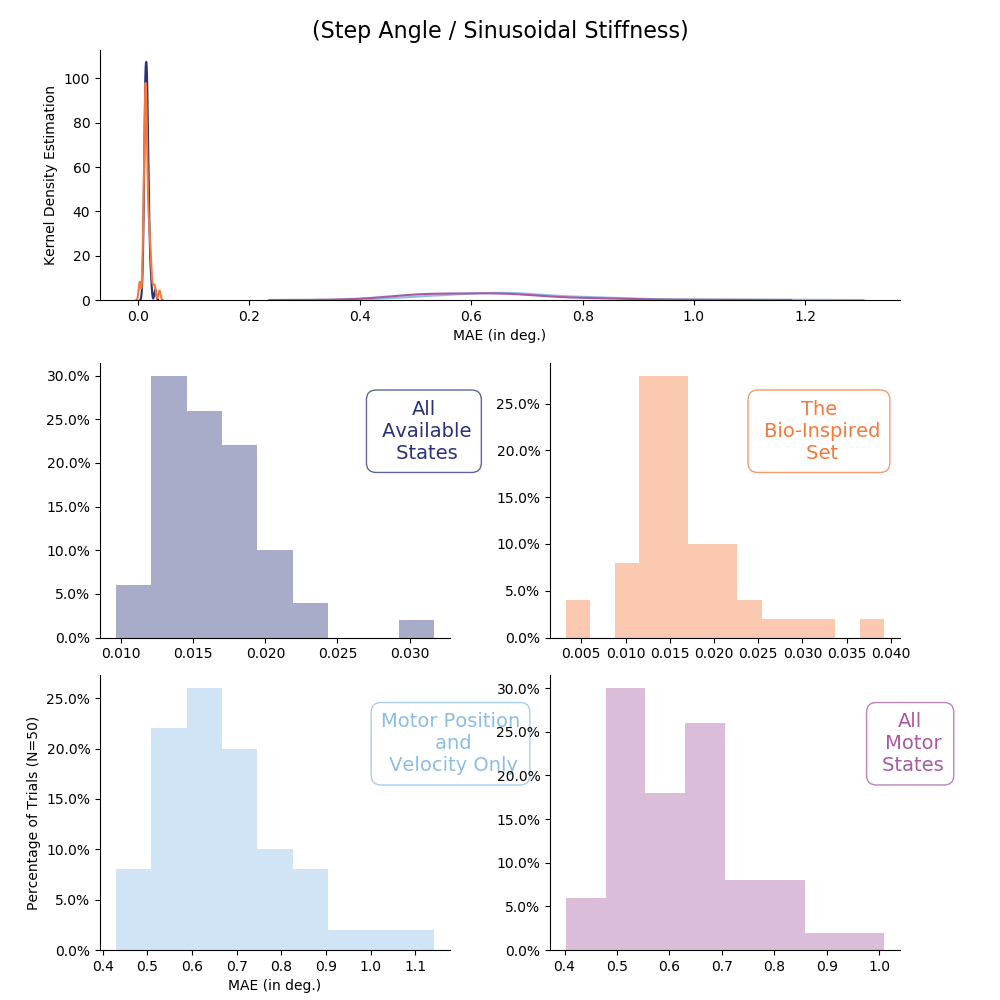 (Step Angle / Sinusoidal Stiffness)
Kernel Density Estimation
100
80
60
40
20
0
0.0 0.2 0.4 0.6 0.8 1.0 1.2
MAE (in deg.)
30.0%
25.0%
20.0%
15.0%
10.0%
5.0%
0.0%
0.010 0.015 0.020 0.025 0.030
All
Available
States
25.0%
20.0%
15.0%
10.0%
5.0%
0.0%
0.005 0.010 0.015 0.020 0.025 0.030 0.035 0.040
The
Bio-Inspired
Set
Percentage of Trials (N=50)
25.0%
20.0%
15.0%
10.0%
5.0%
0.0%
0.4 0.5 0.6 0.7 0.8 0.9 1.0 1.1
MAE (in deg.)
Motor Position
and
Velocity Only
30.0%
25.0%
20.0%
15.0%
10.0%
5.0%
0.0%
0.4 0.5 0.6 0.7 0.8 0.9 1.0
All
Motor
States